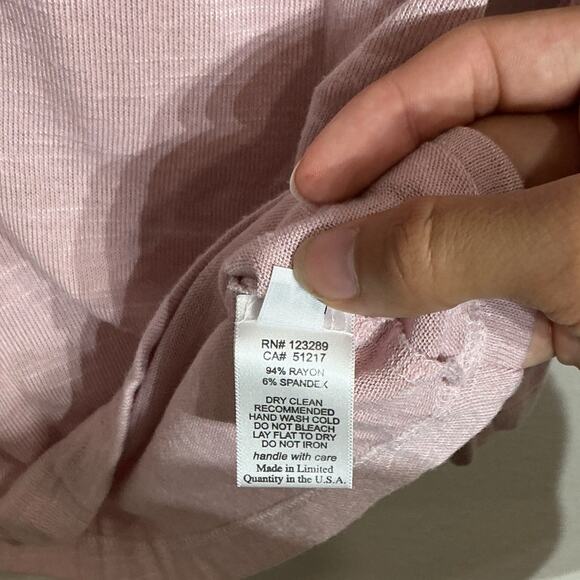 RN# 123289
CA# 51217
94% RAYON
6% SPANDEX
DRY CLEAN
RECOMMENDED
HAND WASH COLD
DO NOT BLEACH
LAY FLAT TO DRY
DO NOT IRON
handle with care
Made in Limited
Quantity in the U.S.A.